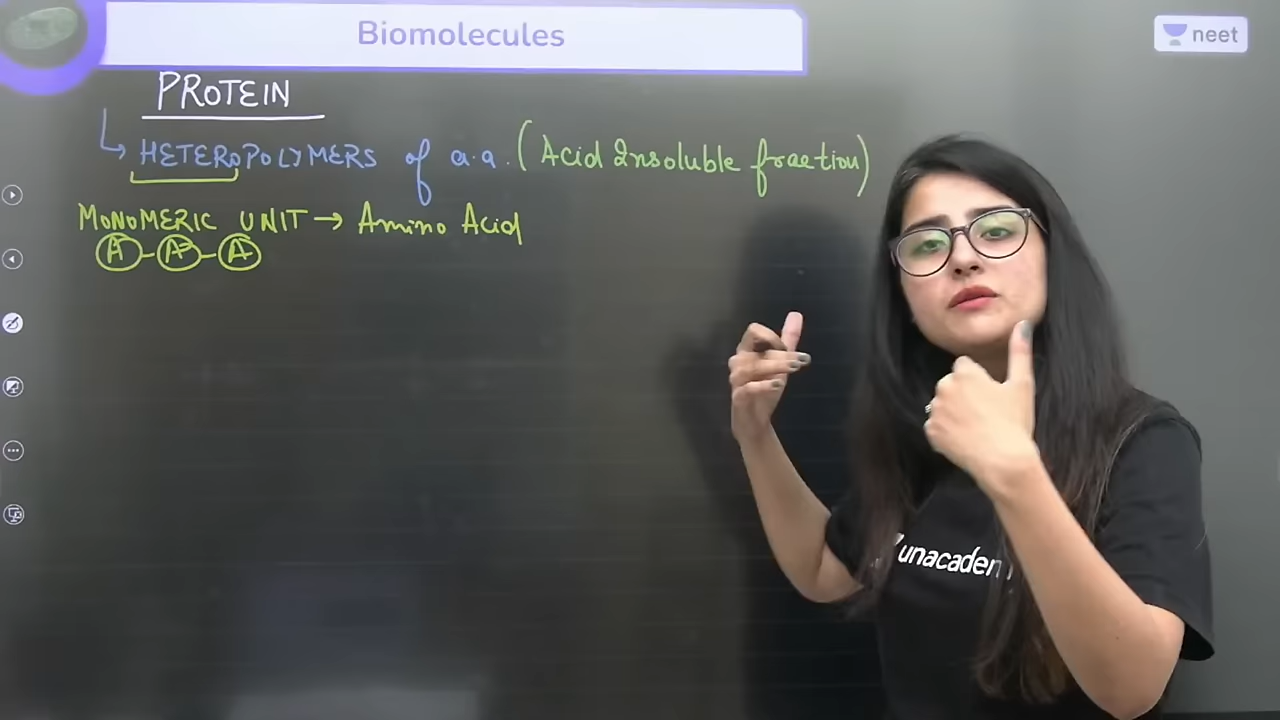 Biomolecules
neet
PROTEIN
HETEROPOLYMERS of a.a. (Acid Insoluble fraction)
MONOMERIC UNIT → Amino Acid
A - A - A
unacadem